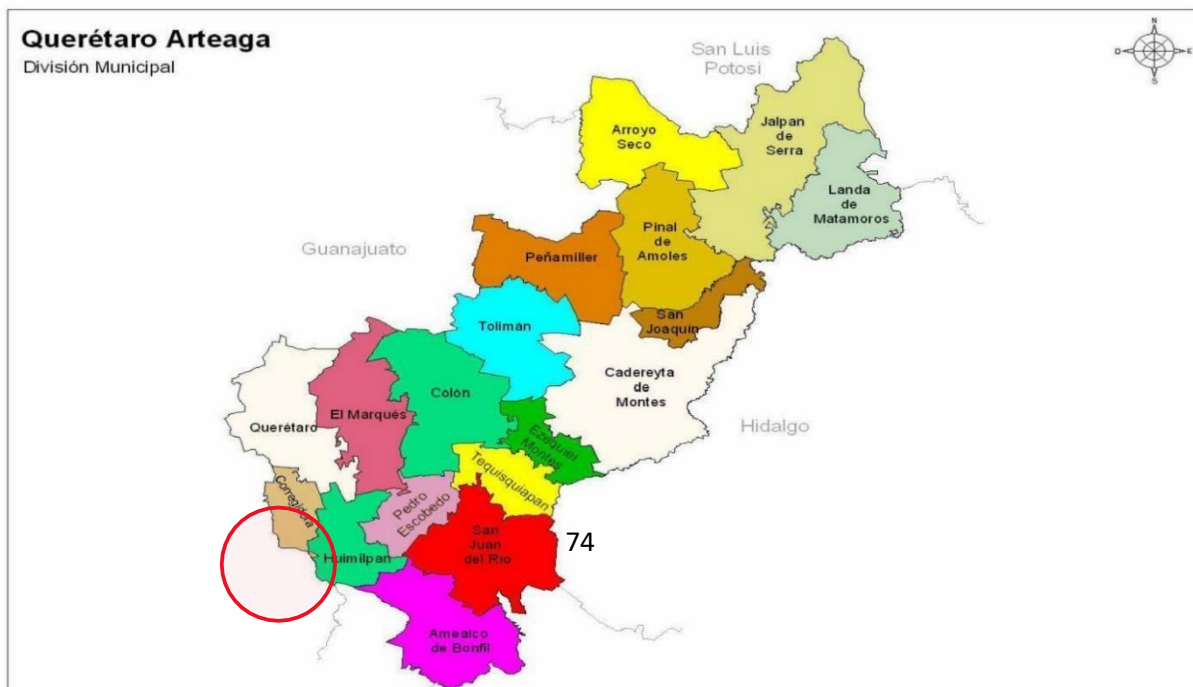 Querétaro Arteaga
División Municipal
San Luis
Potosi
N
O
E
S
Arroyo
Seco
Jalpan
de
Serra
Landa
de
Matamoros
Pinal
de
Amoles
Guanajuato
Peñamiller
San
Joaquín
Tolimán
Cadereyta
de
Montes
Colón
El Marqués
Querétaro
Hidalgo
Ezequiel
Montes
Tequisquiapan
Corregidora
Pedro
Escobedo
San
Juan
del Río
74
Huimilpan
Amealco
de Bonfil